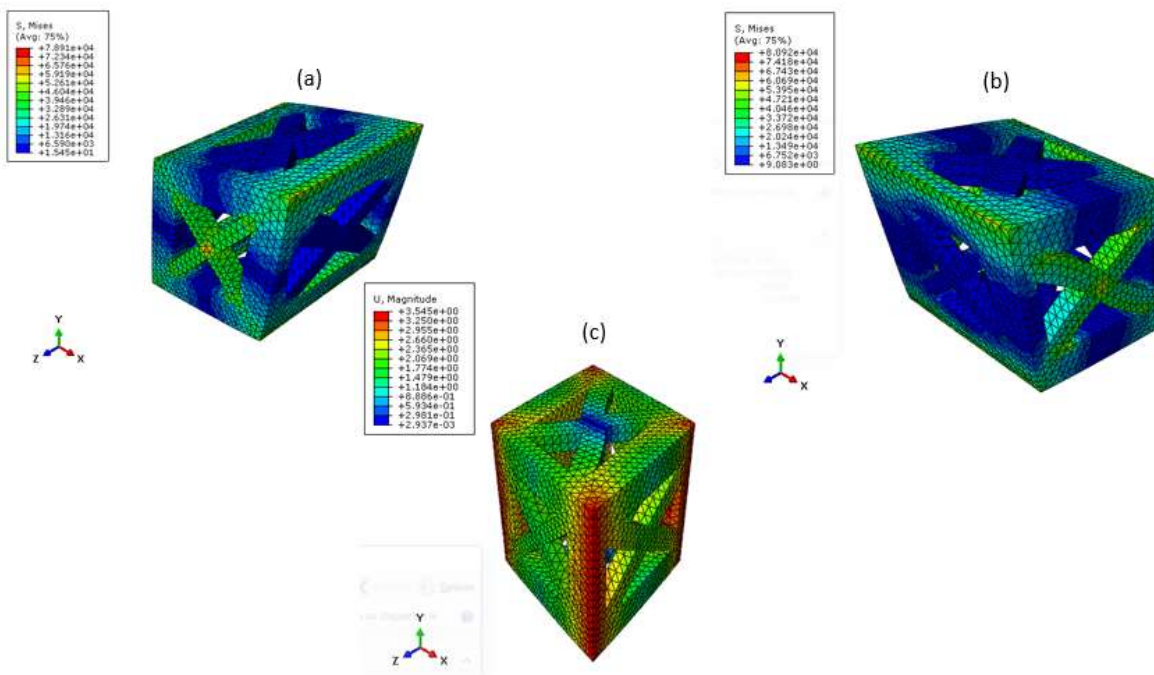 S, Mises
(Avg: 75%)
+7.891e+04
+7.234e+04
+6.576e+04
+5.919e+04
+5.261e+04
+4.604e+04
+3.946e+04
+3.289e+04
+2.631e+04
+1.974e+04
+1.316e+04
+6.590e+03
+1.545e+01
(a)
Y
Z
X
S, Mises
(Avg: 75%)
+8.092e+04
+7.418e+04
+6.743e+04
+6.069e+04
+5.395e+04
+4.721e+04
+4.046e+04
+3.372e+04
+2.698e+04
+2.024e+04
+1.349e+04
+6.752e+03
+9.083e+00
(b)
Y
X
U, Magnitude
+3.545e+00
+3.250e+00
+2.955e+00
+2.660e+00
+2.365e+00
+2.069e+00
+1.774e+00
+1.479e+00
+1.184e+00
+8.886e-01
+5.934e-01
+2.981e-01
+2.937e-03
(c)
Y
Z
X